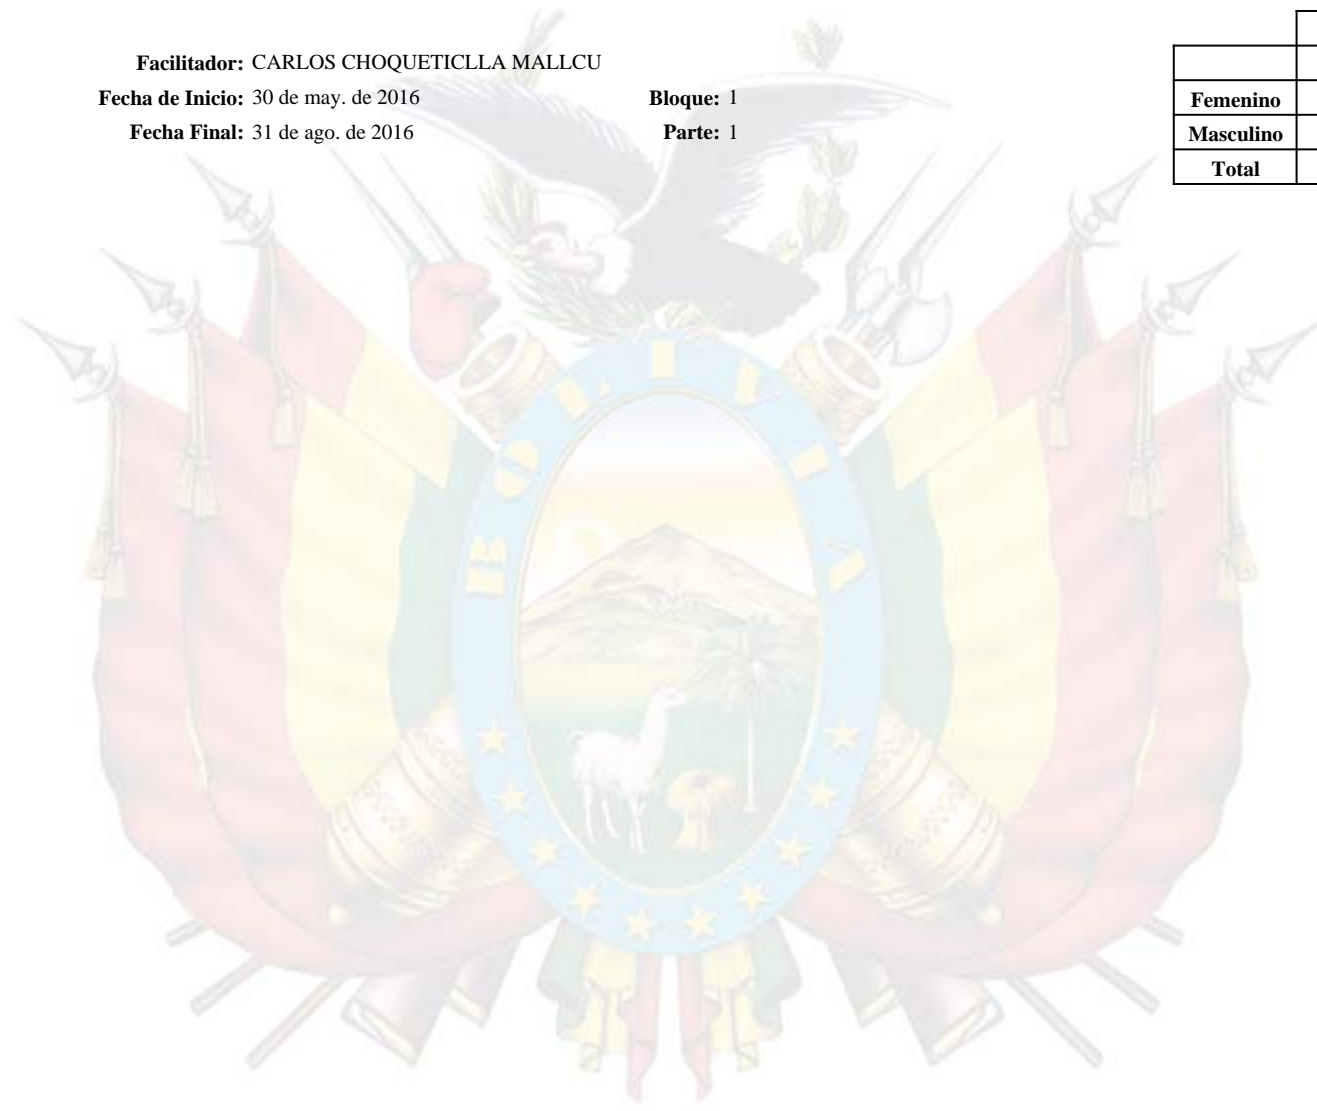 Facilitador: CARLOS CHOQUETICLLA MALLCU
Fecha de Inicio: 30 de may. de 2016 Bloque: 1
Fecha Final: 31 de ago. de 2016 Parte: 1
Femenino
Masculino
Total
BOLIVIA